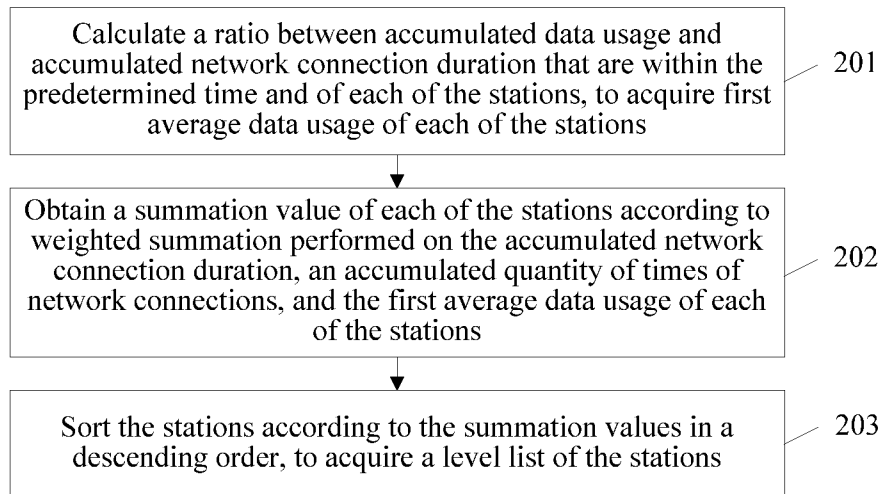 Calculate a ratio between accumulated data usage and
accumulated network connection duration that are within the
predetermined time and of each of the stations, to acquire first
average data usage of each of the stations
201
Obtain a summation value of each of the stations according to
weighted summation performed on the accumulated network
connection duration, an accumulated quantity of times of
network connections, and the first average data usage of each
of the stations
202
Sort the stations according to the summation values in a
descending order, to acquire a level list of the stations
203